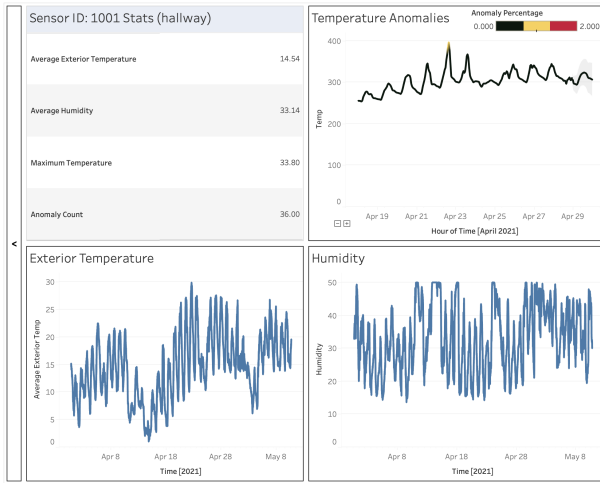 Sensor ID: 1001 Stats (hallway)
Average Exterior Temperature 14.54
Average Humidity 33.14
Maximum Temperature 33.80
Anomaly Count 36.00
<
Temperature Anomalies
Anomaly Percentage
0.000 2.000
400
300
200
100
0
Temp
Apr 19 Apr 21 Apr 23 Apr 25 Apr 27 Apr 29
Hour of Time [April 2021]
Exterior Temperature
30
25
20
15
10
5
0
Average Exterior Temp
Apr 8 Apr 18 Apr 28 May 8
Time [2021]
Humidity
50
40
30
20
10
0
Humidity
Apr 8 Apr 18 Apr 28 May 8
Time [2021]